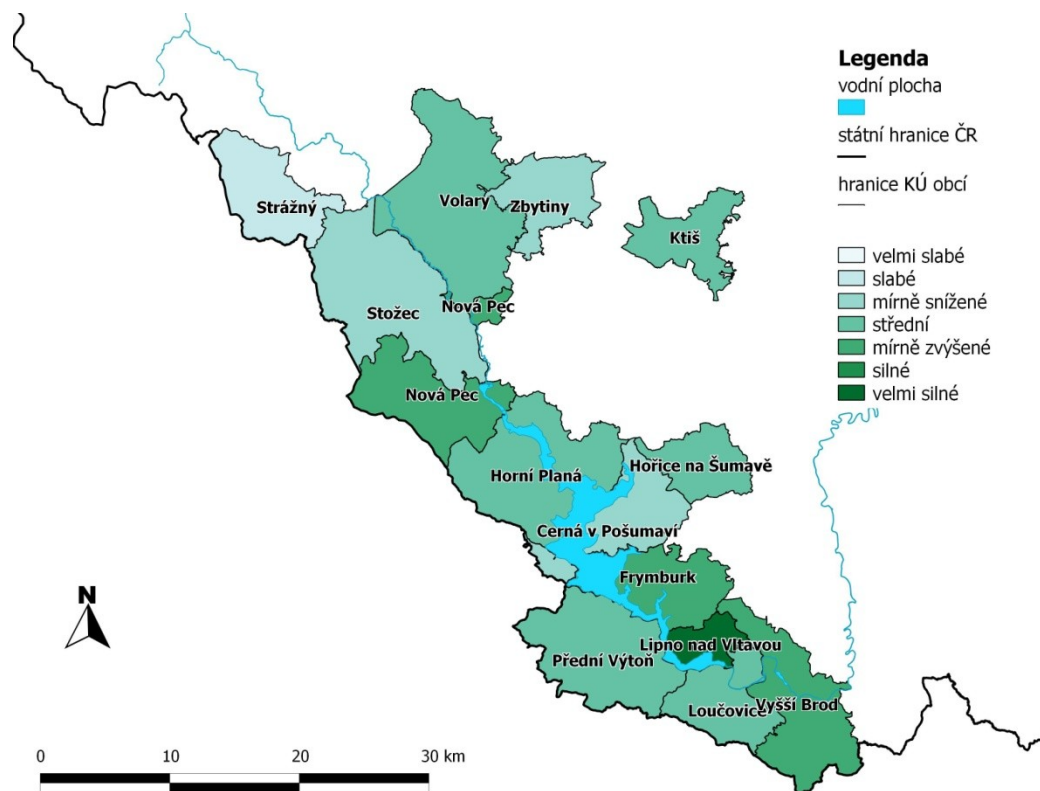 Legenda
vodní plocha
státní hranice ČR
hranice KÚ obcí
velmi slabé
slabé
mírně snížené
střední
mírně zvýšené
silné
velmi silné
Strážný
Volary
Zbytiny
Ktiš
Nová Pec
Stožec
Nová Pec
Hořice na Šumavě
Horní Planá
Černá v Pošumaví
Frymburk
Lipno nad Vltavou
Přední Výtoň
Loučovice
Vyšší Brod
N
0 10 20 30 km